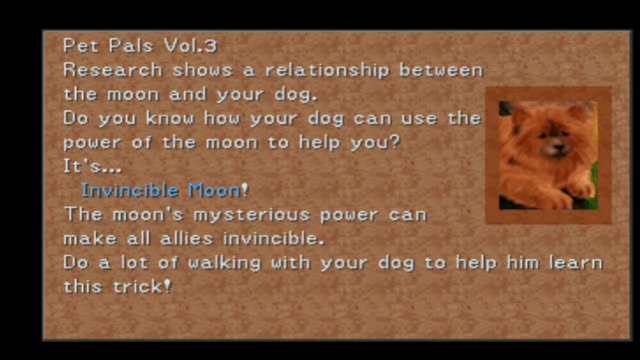 Pet Pals Vol.3
Research shows a relationship between
the moon and your dog.
Do you know how your dog can use the
power of the moon to help you?
It's...
Invincible Moon!
The moon's mysterious power can
make all allies invincible.
Do a lot of walking with your dog to help him learn
this trick!